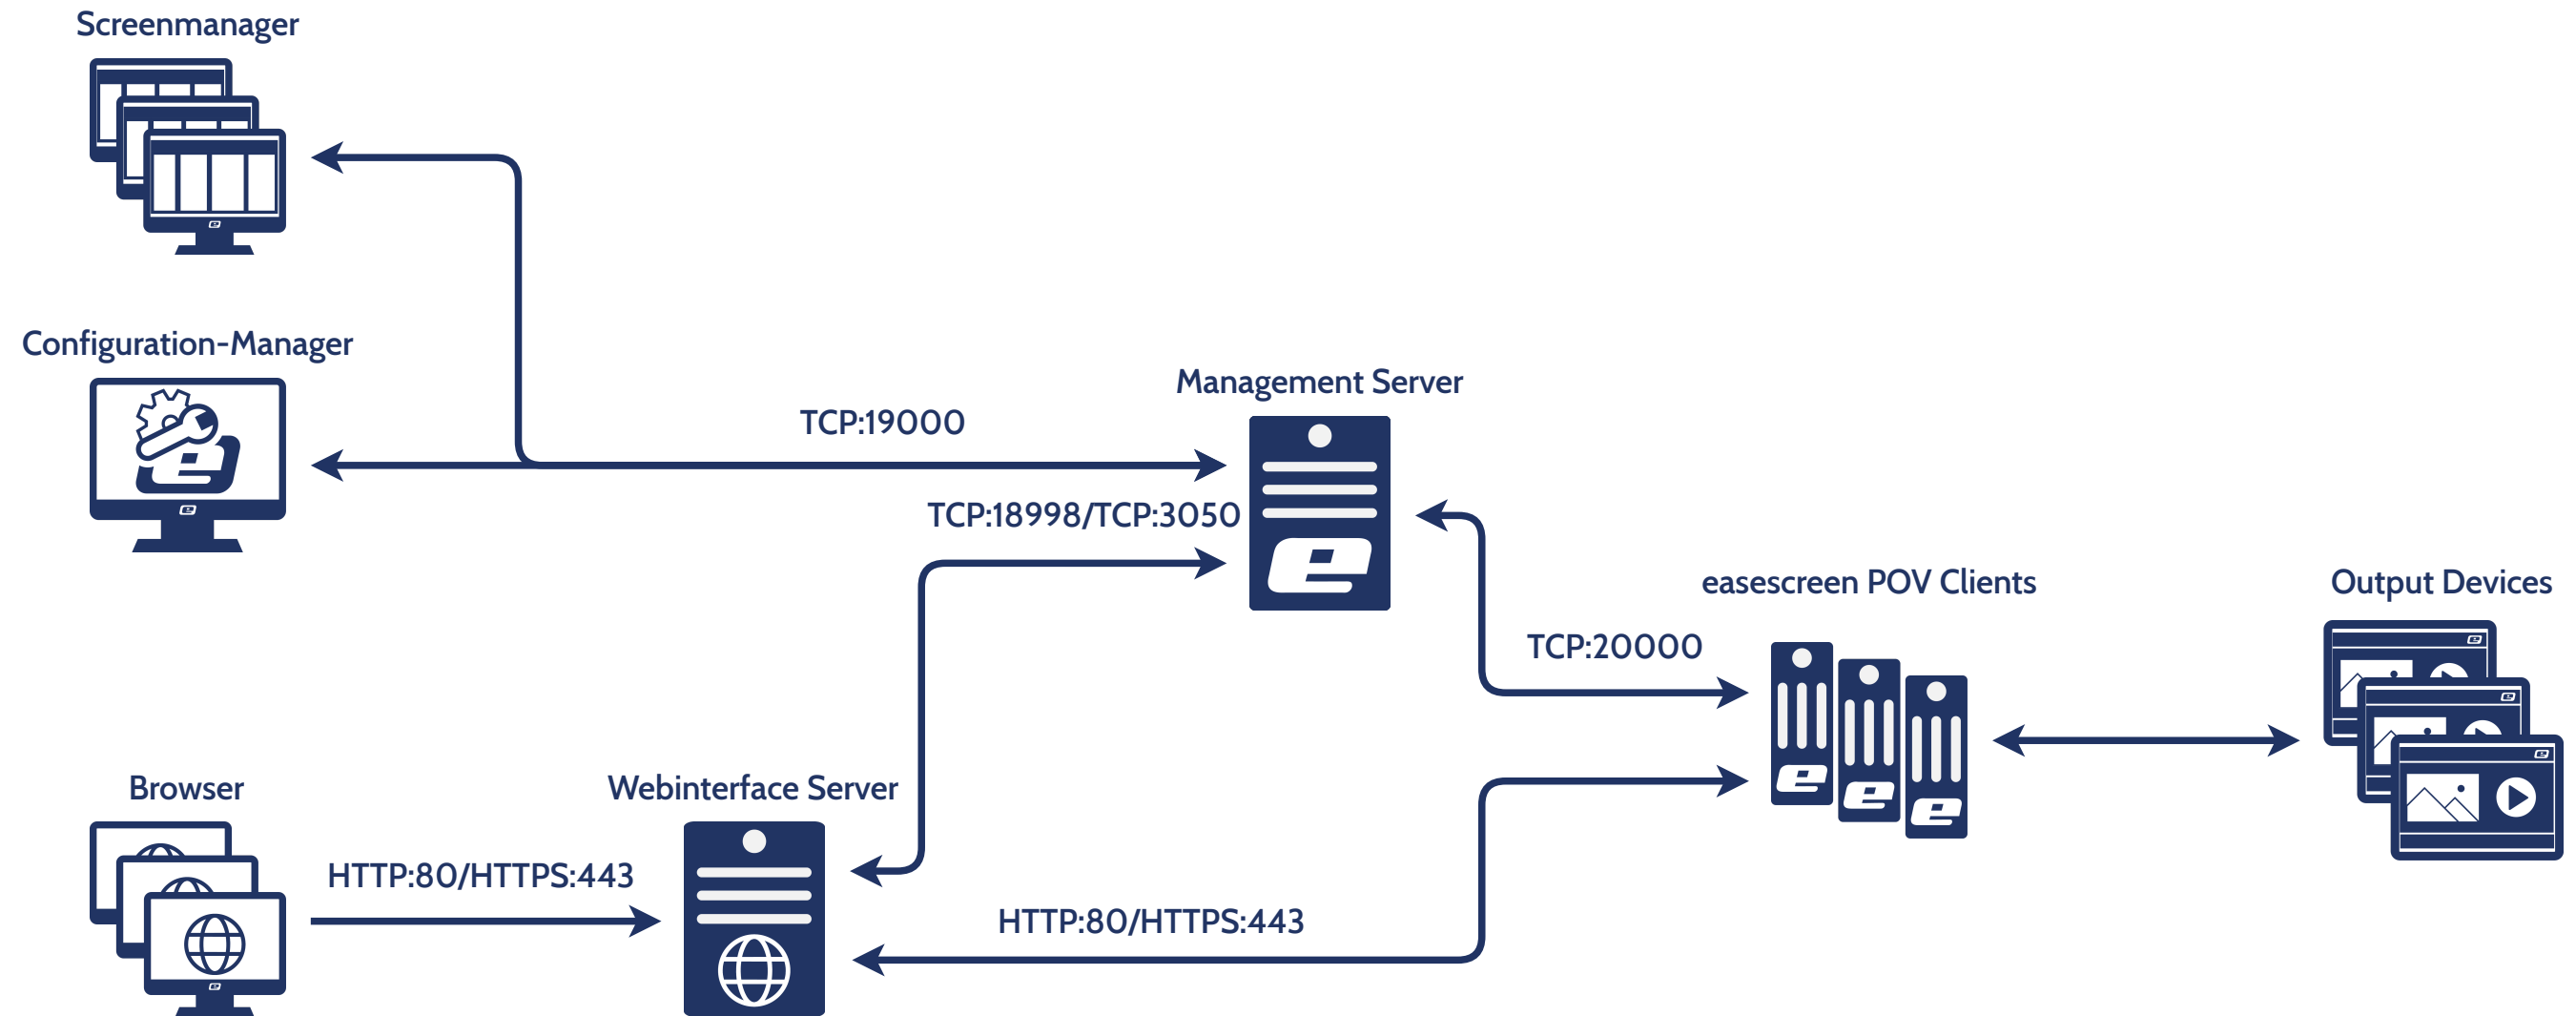 Screenmanager
Configuration-Manager
Management Server
TCP:19000
TCP:18998/TCP:3050
easescreen POV Clients
Output Devices
TCP:20000
Browser
Webinterface Server
HTTP:80/HTTPS:443
HTTP:80/HTTPS:443